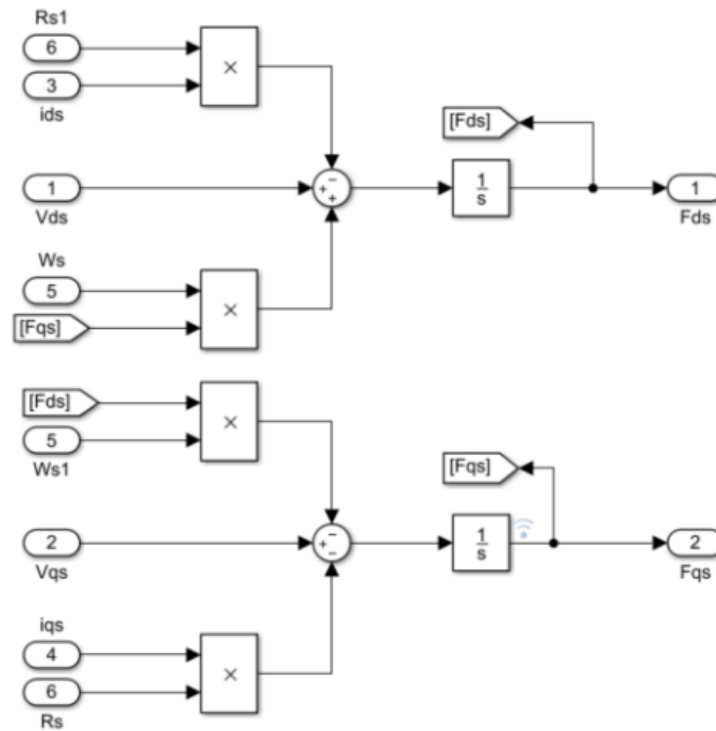 Rs1
6
×
3
ids
[Fds]
1
Vds
− + +
1
s
1
Fds
Ws
5
×
[Fqs]
[Fds]
×
5
Ws1
[Fqs]
2
Vqs
− + −
1
s
2
Fqs
iqs
4
×
6
Rs